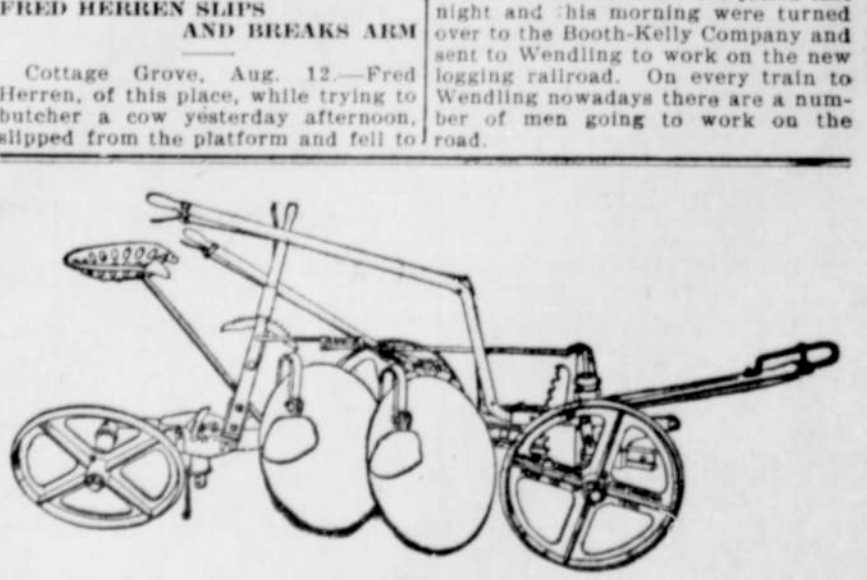 FRED HERREN SLIPS
AND BREAKS ARM
Cottage Grove, Aug. 12.—Fred
Herren, of this place, while trying to
butcher a cow yesterday afternoon,
slipped from the platform and fell to
night and this morning were turned
over to the Booth-Kelly Company and
sent to Wendling to work on the new
logging railroad. On every train to
Wendling nowadays there are a num-
ber of men going to work on the
road.